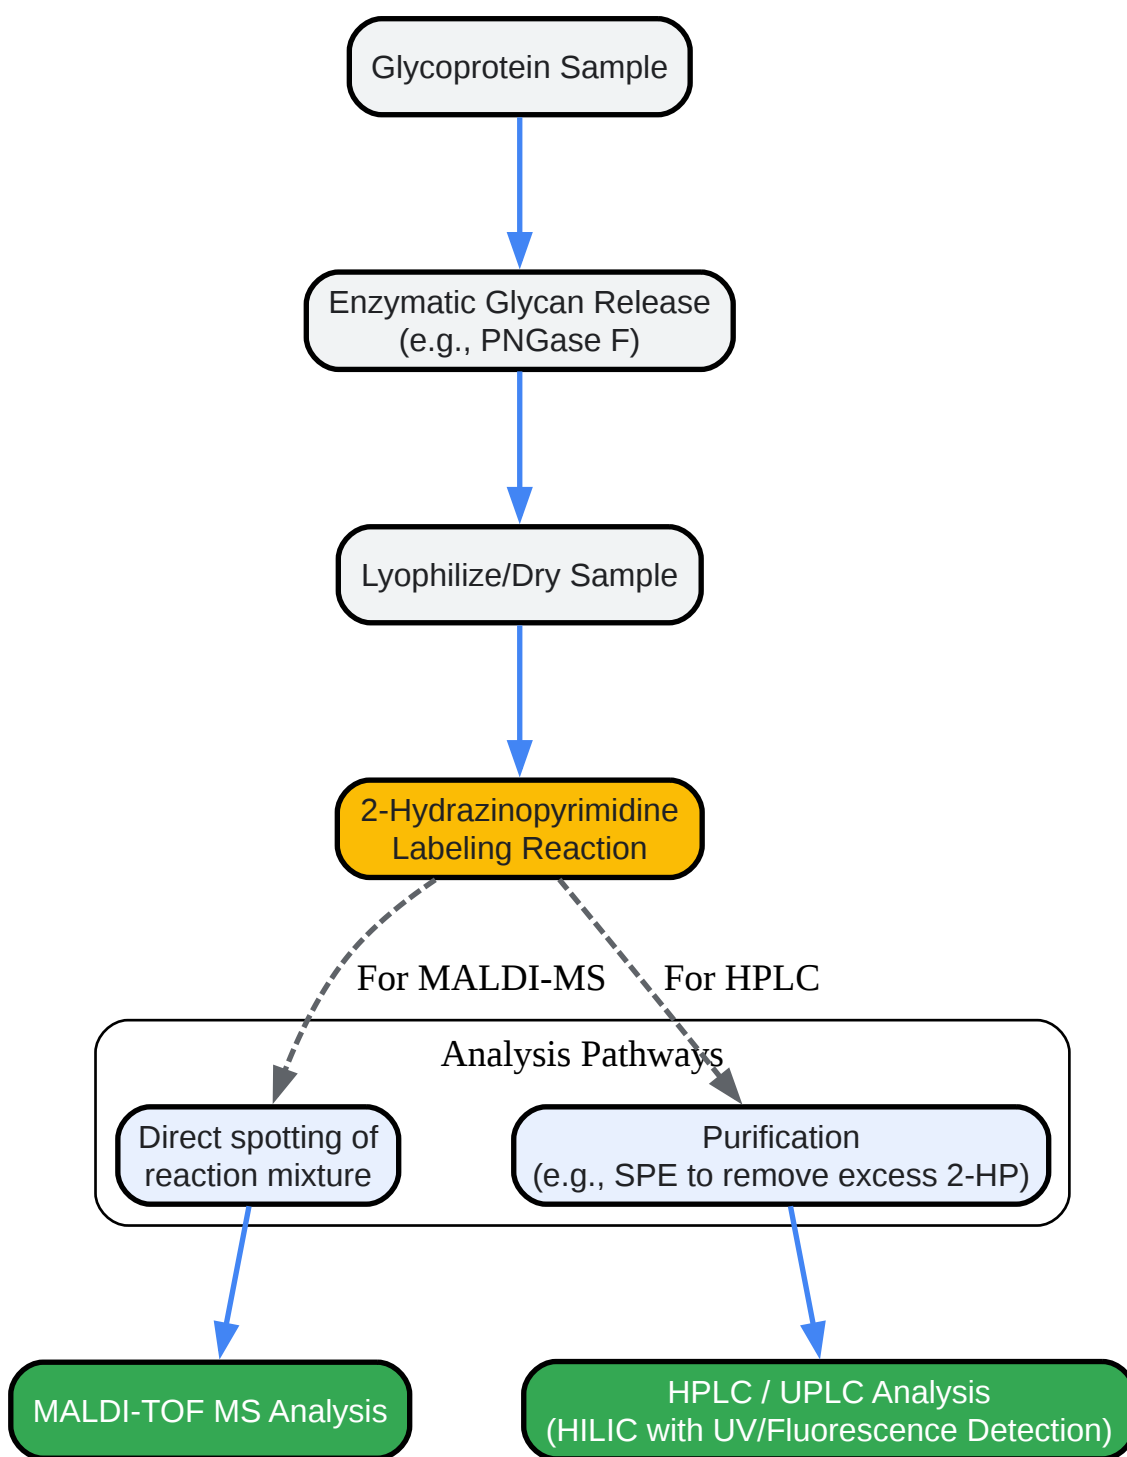 Glycoprotein Sample
Enzymatic Glycan Release
(e.g., PNGase F)
Lyophilize/Dry Sample
2-Hydrazinopyrimidine
Labeling Reaction
For MALDI-MS
For HPLC
Analysis Pathways
Direct spotting of
reaction mixture
Purification
(e.g., SPE to remove excess 2-HP)
MALDI-TOF MS Analysis
HPLC / UPLC Analysis
(HILIC with UV/Fluorescence Detection)